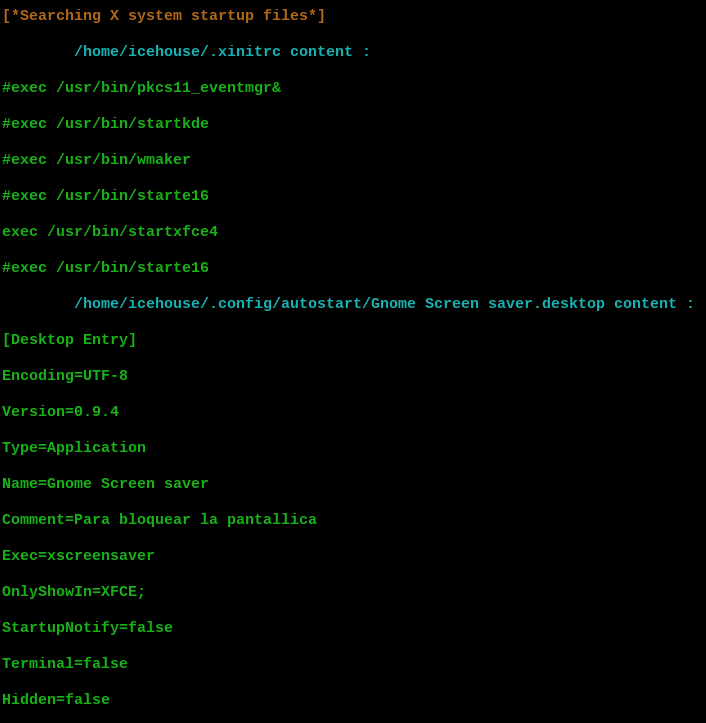 [*Searching X system startup files*]
/home/icehouse/.xinitrc content :
#exec /usr/bin/pkcs11_eventmgr&
#exec /usr/bin/startkde
#exec /usr/bin/wmaker
#exec /usr/bin/starte16
exec /usr/bin/startxfce4
#exec /usr/bin/starte16
/home/icehouse/.config/autostart/Gnome Screen saver.desktop content :
[Desktop Entry]
Encoding=UTF-8
Version=0.9.4
Type=Application
Name=Gnome Screen saver
Comment=Para bloquear la pantallica
Exec=xscreensaver
OnlyShowIn=XFCE;
StartupNotify=false
Terminal=false
Hidden=false